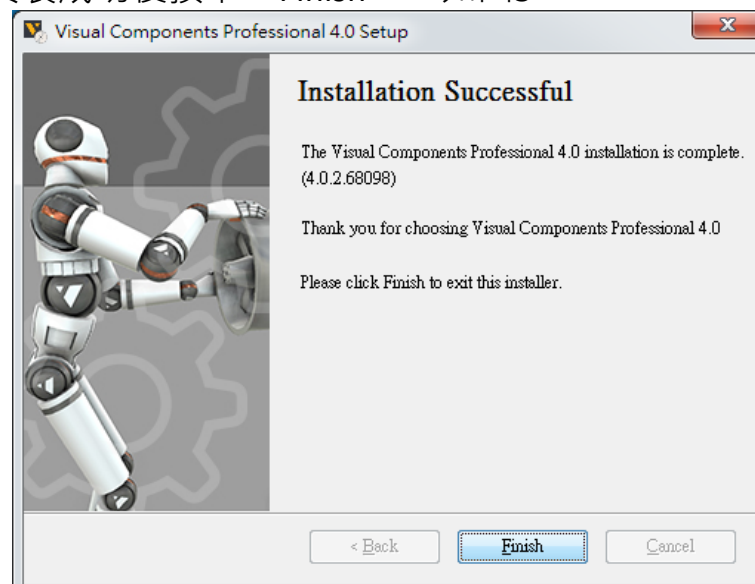 Finish
Visual Components Professional 4.0 Setup
Installation Successful
The Visual Components Professional 4.0 installation is complete.
(4.0.2.68098)
Thank you for choosing Visual Components Professional 4.0
Please click Finish to exit this installer.
< Back
Finish
Cancel